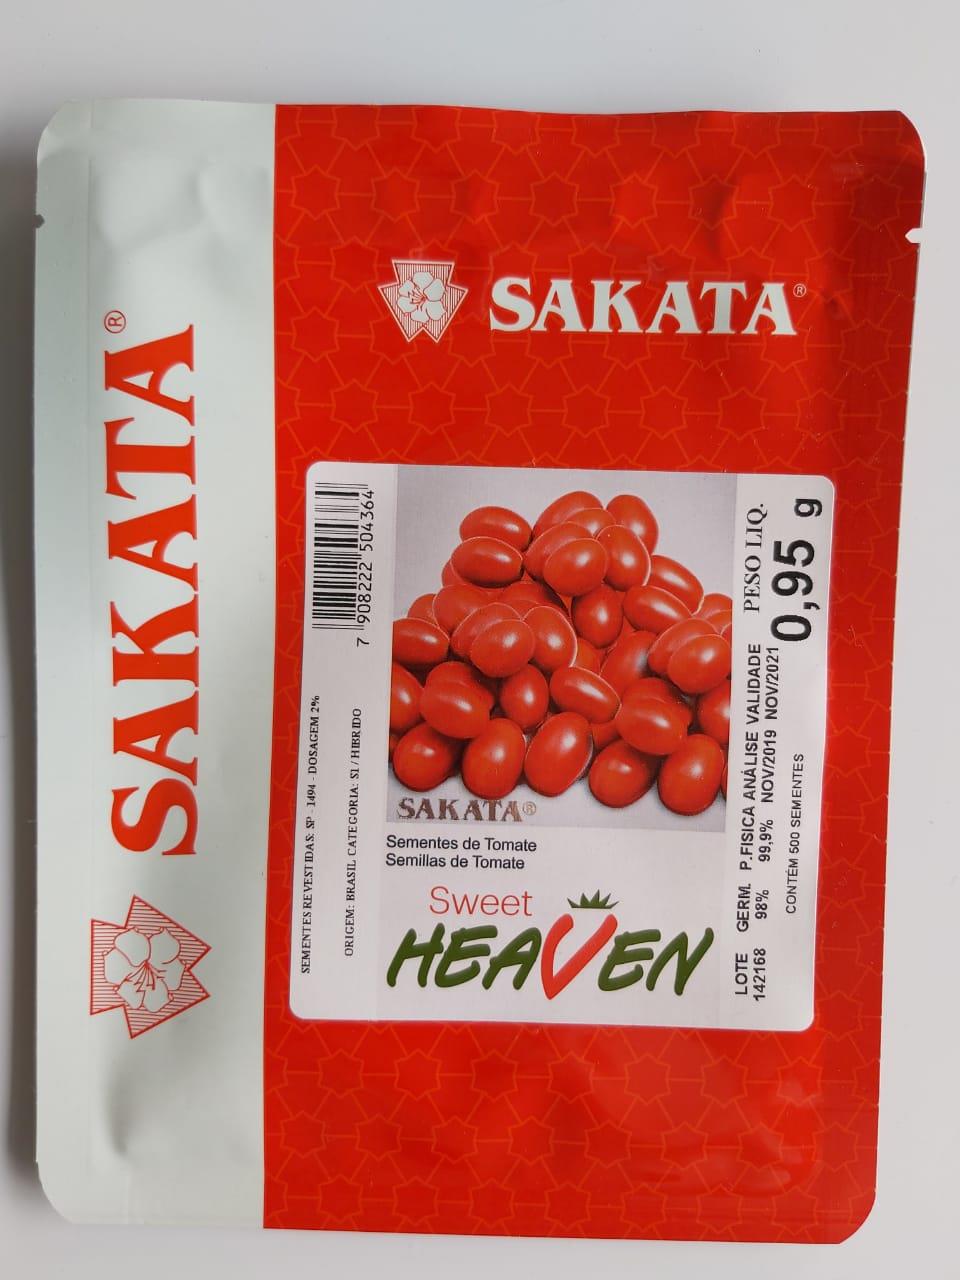 SAKATA®
SAKATA®
7 908222 504364
SEMENTES REVESTIDAS: SP - 1494 - DOSAGEM 2%
ORIGEM: BRASIL CATEGORIA: S1 / HIBRIDO
SAKATA®
Sementes de Tomate
Semillas de Tomate
Sweet
HEAVEN
PESO LIQ.
0,95 g
LOTE GERM. P.FISICA ANÁLISE VALIDADE
142168 98% 99,9% NOV/2019 NOV/2021
CONTÉM 500 SEMENTES